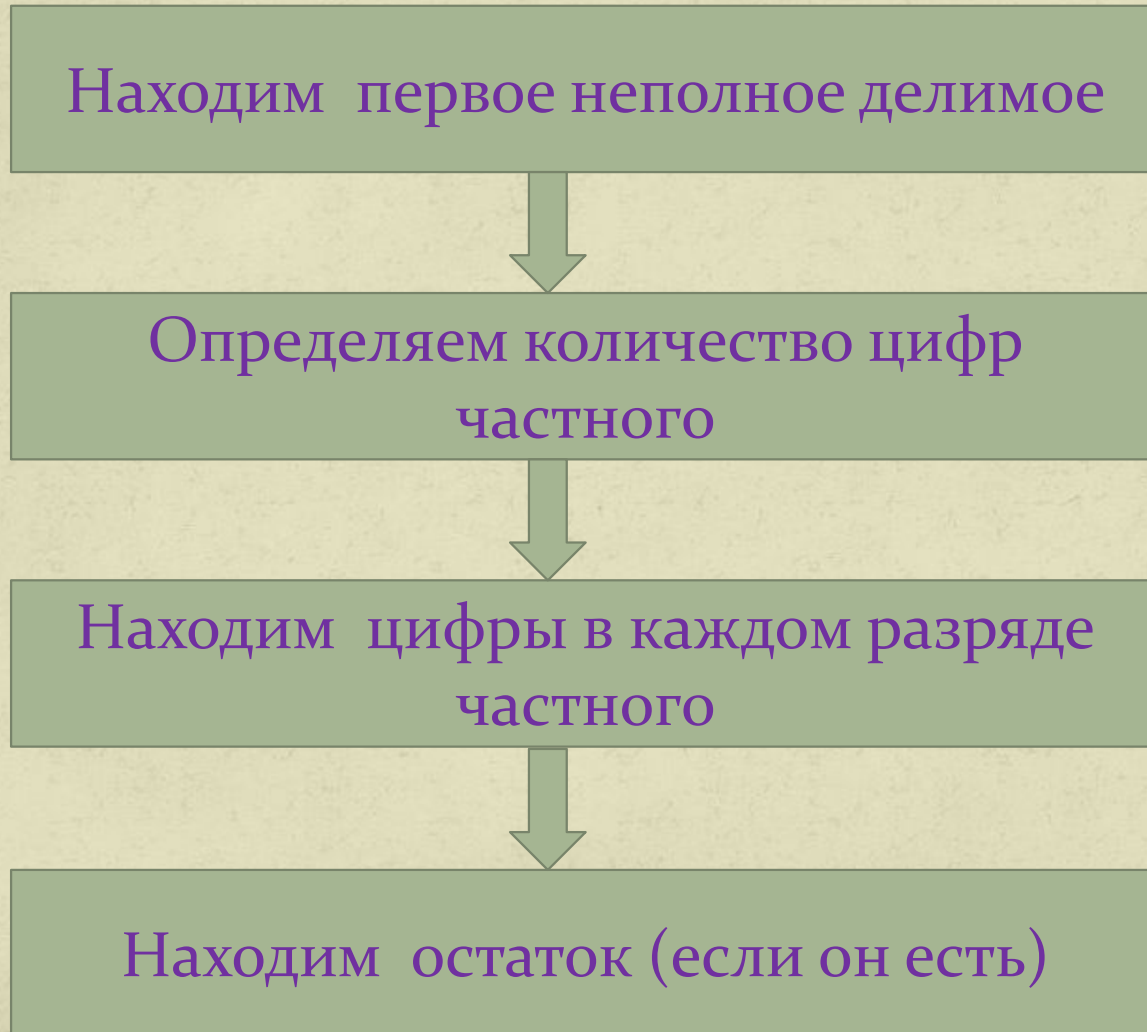 Находим первое неполное делимое
Определяем количество цифр
частного
Находим цифры в каждом разряде
частного
Находим остаток (если он есть)